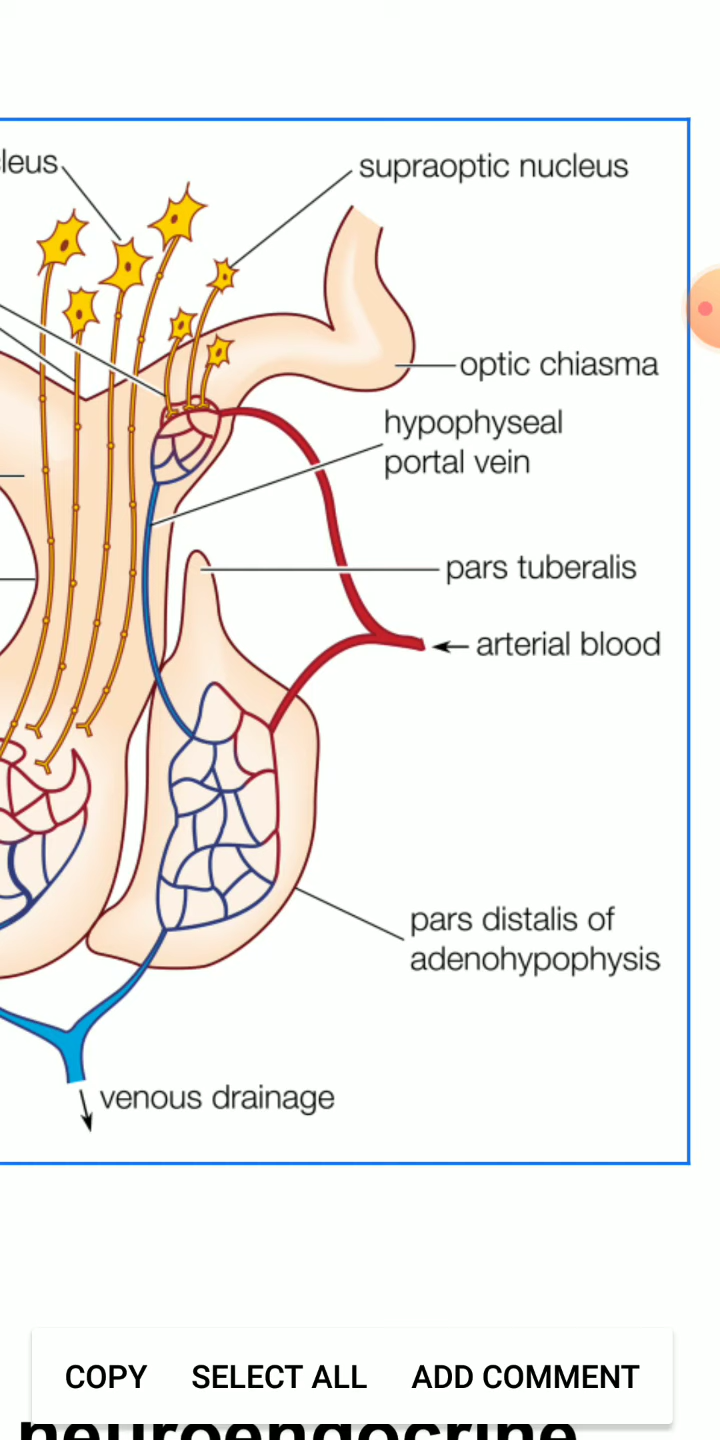 supraoptic nucleus
optic chiasma
hypophyseal
portal vein
pars tuberalis
arterial blood
pars distalis of
adenohypophysis
venous drainage
COPY SELECT ALL ADD COMMENT
neuroendocrine